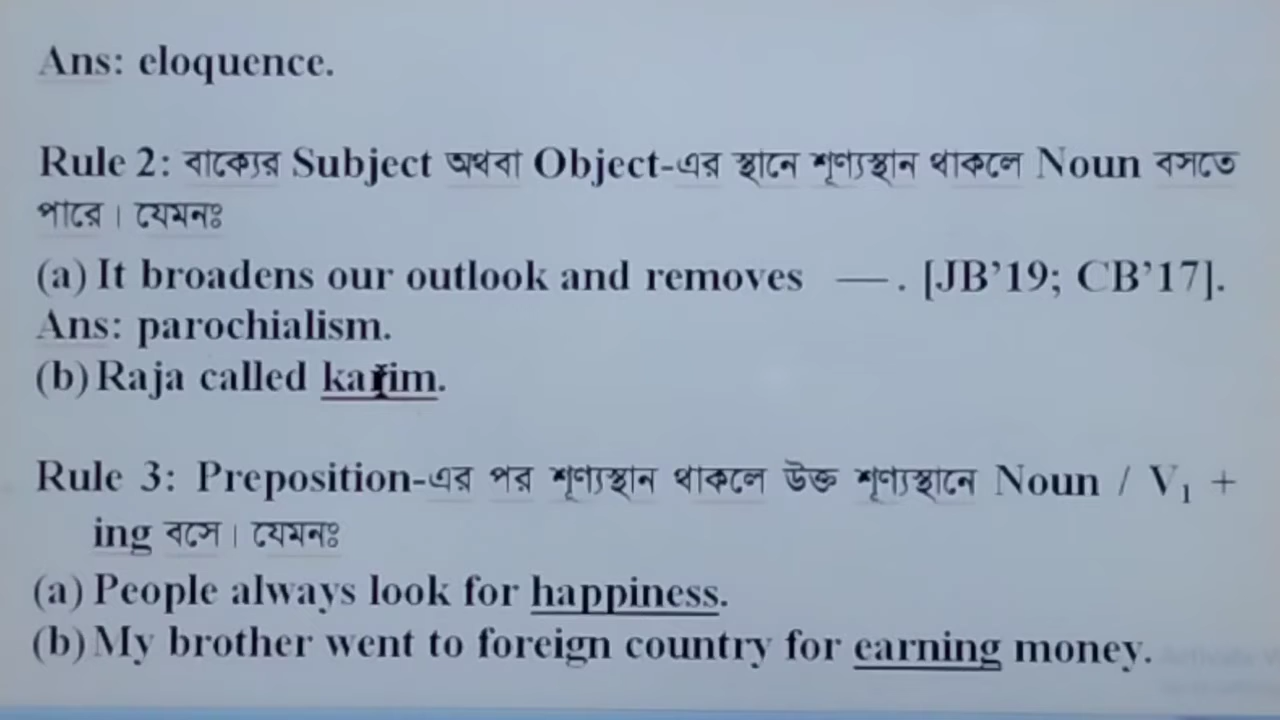 Ans: eloquence.
Rule 2: বাক্যের Subject অথবা Object-এর স্থানে শূণ্যস্থান থাকলে Noun বসতে
পারে। যেমনঃ
(a) It broadens our outlook and removes —. [JB’19; CB’17].
Ans: parochialism.
(b) Raja called karim.
Rule 3: Preposition-এর পর শূণ্যস্থান থাকলে উক্ত শূণ্যস্থানে Noun / V₁ +
ing বসে। যেমনঃ
(a) People always look for happiness.
(b) My brother went to foreign country for earning money.